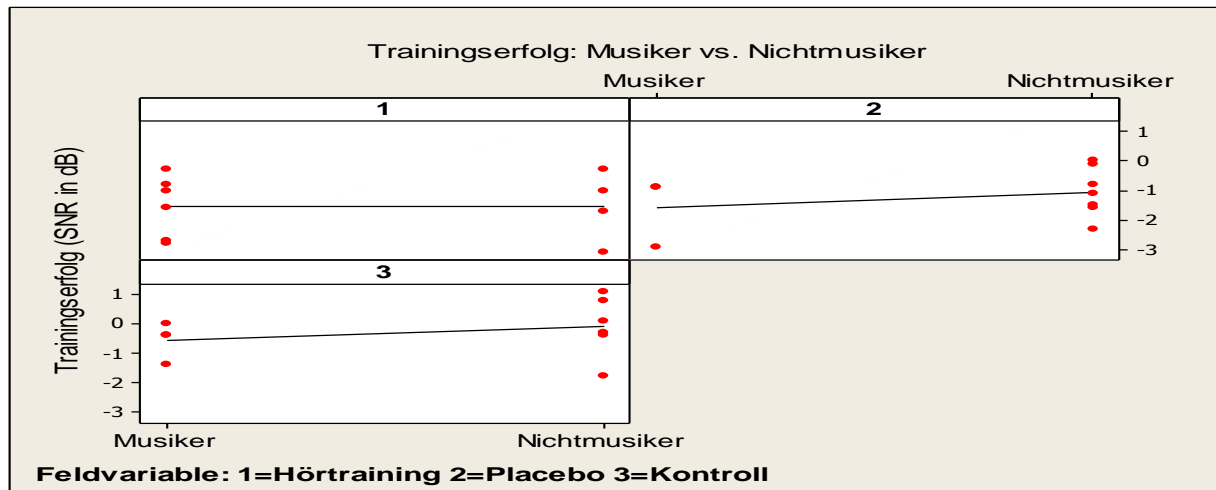 Trainingserfolg: Musiker vs. Nichtmusiker
Musiker Nichtmusiker
1 2
Trainingserfolg (SNR in dB)
1
0
-1
-2
-3
3
1
0
-1
-2
-3
Musiker Nichtmusiker
Feldvariable: 1=Hörtraining 2=Placebo 3=Kontroll